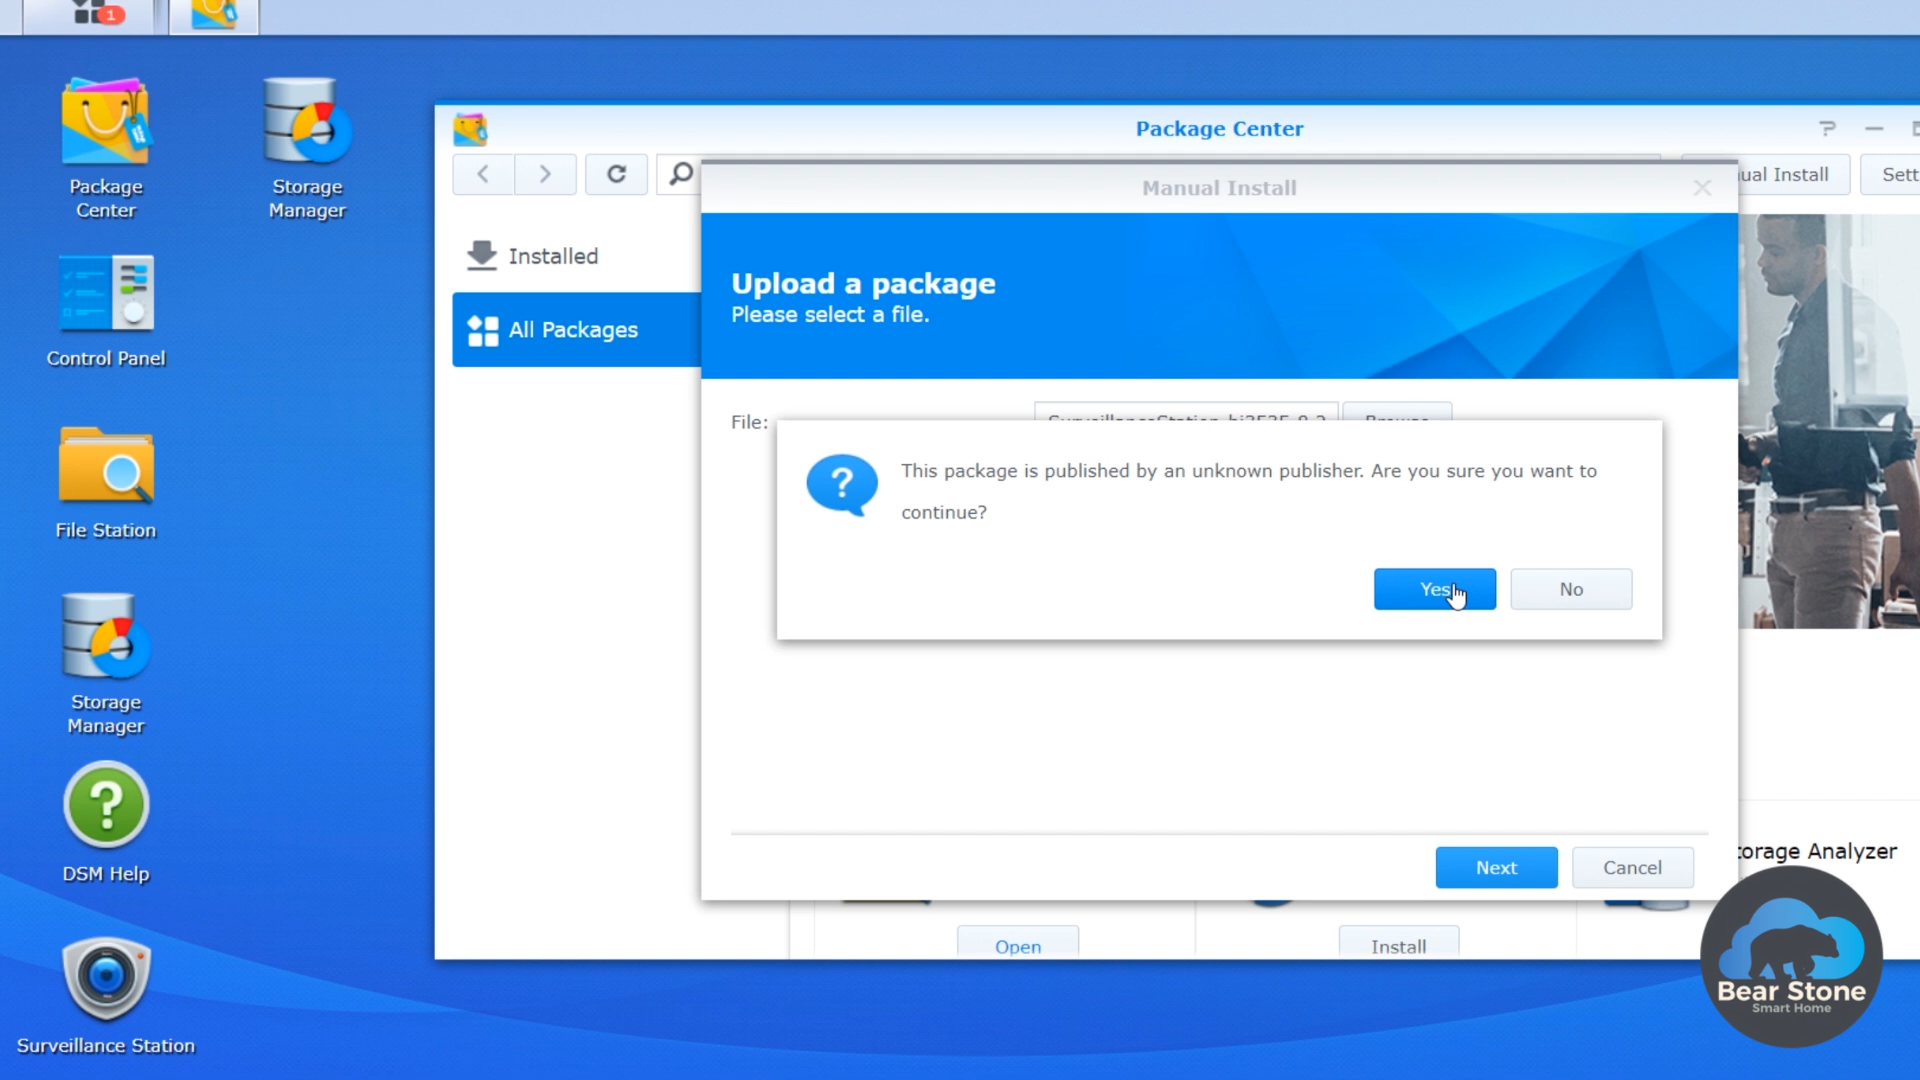 1
Package
Center
Storage
Manager
Control Panel
File Station
Storage
Manager
DSM Help
Surveillance Station
Package Center
?
Manual Install
ual Install
Sett
Installed
All Packages
Upload a package
Please select a file.
File:
This package is published by an unknown publisher. Are you sure you want to
continue?
Yes
No
Next
Cancel
torage Analyzer
Open
Install
Bear Stone
Smart Home